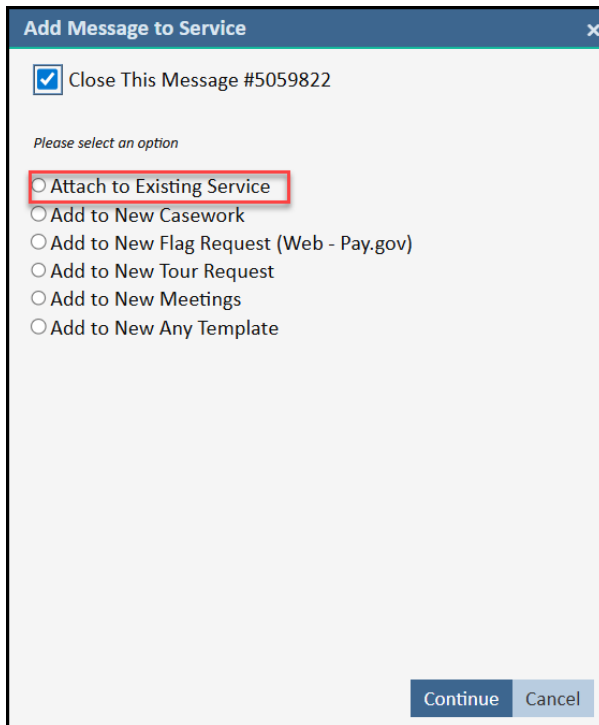 Add Message to Service
Close This Message #5059822
Please select an option
Attach to Existing Service
Add to New Casework
Add to New Flag Request (Web - Pay.gov)
Add to New Tour Request
Add to New Meetings
Add to New Any Template
Continue Cancel